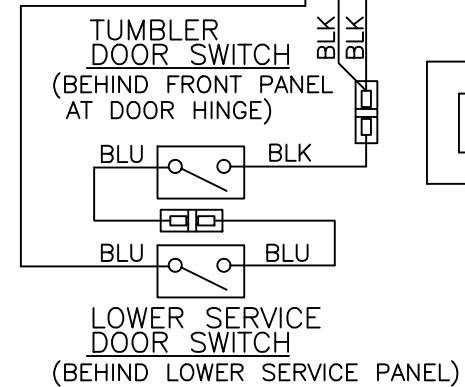 BLK
BLK
TUMBLER
DOOR SWITCH
(BEHIND FRONT PANEL
AT DOOR HINGE)
BLU
BLK
BLU
BLU
LOWER SERVICE
DOOR SWITCH
(BEHIND LOWER SERVICE PANEL)